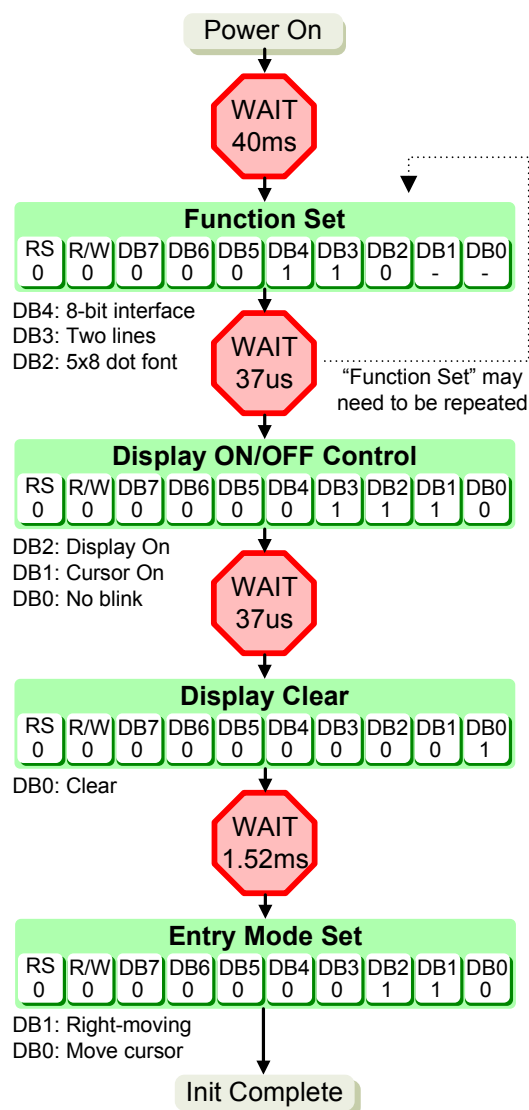 Power On
WAIT
40ms
Function Set
RS R/W DB7 DB6 DB5 DB4 DB3 DB2 DB1 DB0
0 0 0 0 0 1 1 0 - -
DB4: 8-bit interface
DB3: Two lines
DB2: 5x8 dot font
WAIT
37us
“Function Set” may
need to be repeated
Display ON/OFF Control
RS R/W DB7 DB6 DB5 DB4 DB3 DB2 DB1 DB0
0 0 0 0 0 0 1 1 1 0
DB2: Display On
DB1: Cursor On
DB0: No blink
WAIT
37us
Display Clear
RS R/W DB7 DB6 DB5 DB4 DB3 DB2 DB1 DB0
0 0 0 0 0 0 0 0 0 1
DB0: Clear
WAIT
1.52ms
Entry Mode Set
RS R/W DB7 DB6 DB5 DB4 DB3 DB2 DB1 DB0
0 0 0 0 0 0 0 1 1 0
DB1: Right-moving
DB0: Move cursor
Init Complete